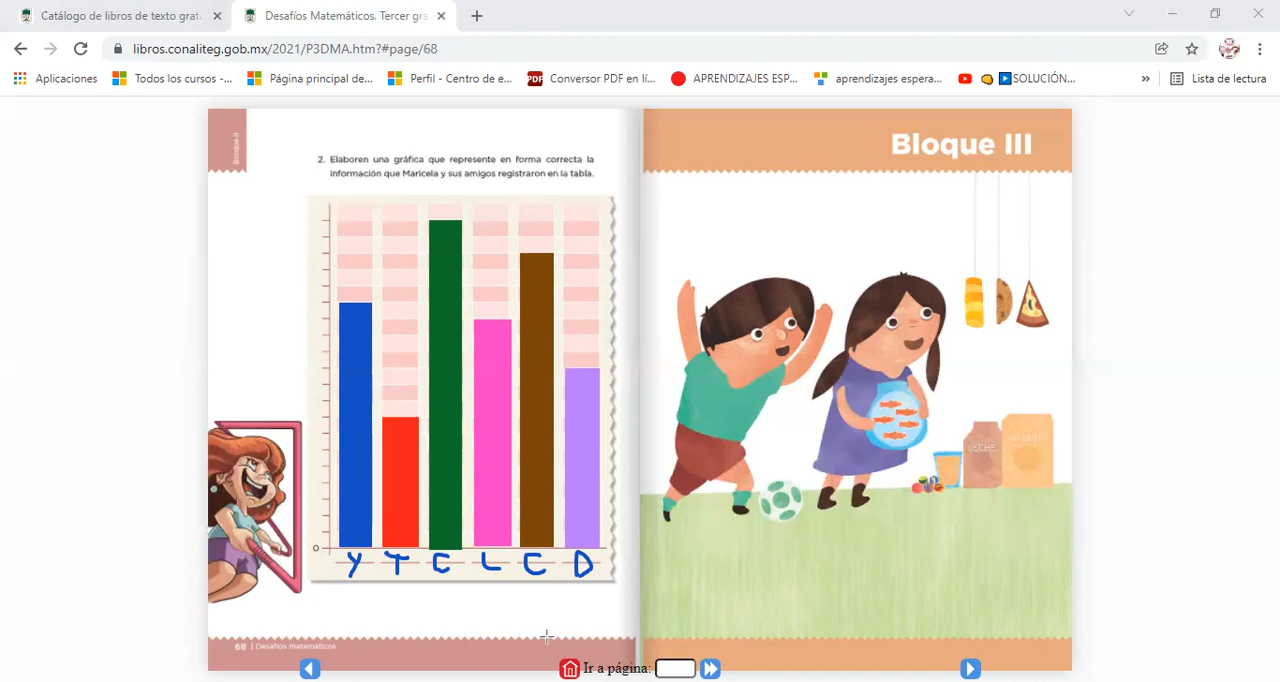 Catálogo de libros de texto grat
Desafíos Matemáticos. Tercer gra
libros.conaliteg.gob.mx/2021/P3DMA.htm?#page/68
Aplicaciones
Todos los cursos -...
Página principal de...
Perfil - Centro de e...
PDF
Conversor PDF en lí...
APRENDIZAJES ESP...
aprendizajes espera...
SOLUCIÓN...
»
Lista de lectura
Bloque II
2. Elaboren una gráfica que represente en forma correcta la
información que Maricela y sus amigos registraron en la tabla.
0
Y T E L C D
68 | Desafíos matemáticos
Bloque III
LECHE
Ir a página: